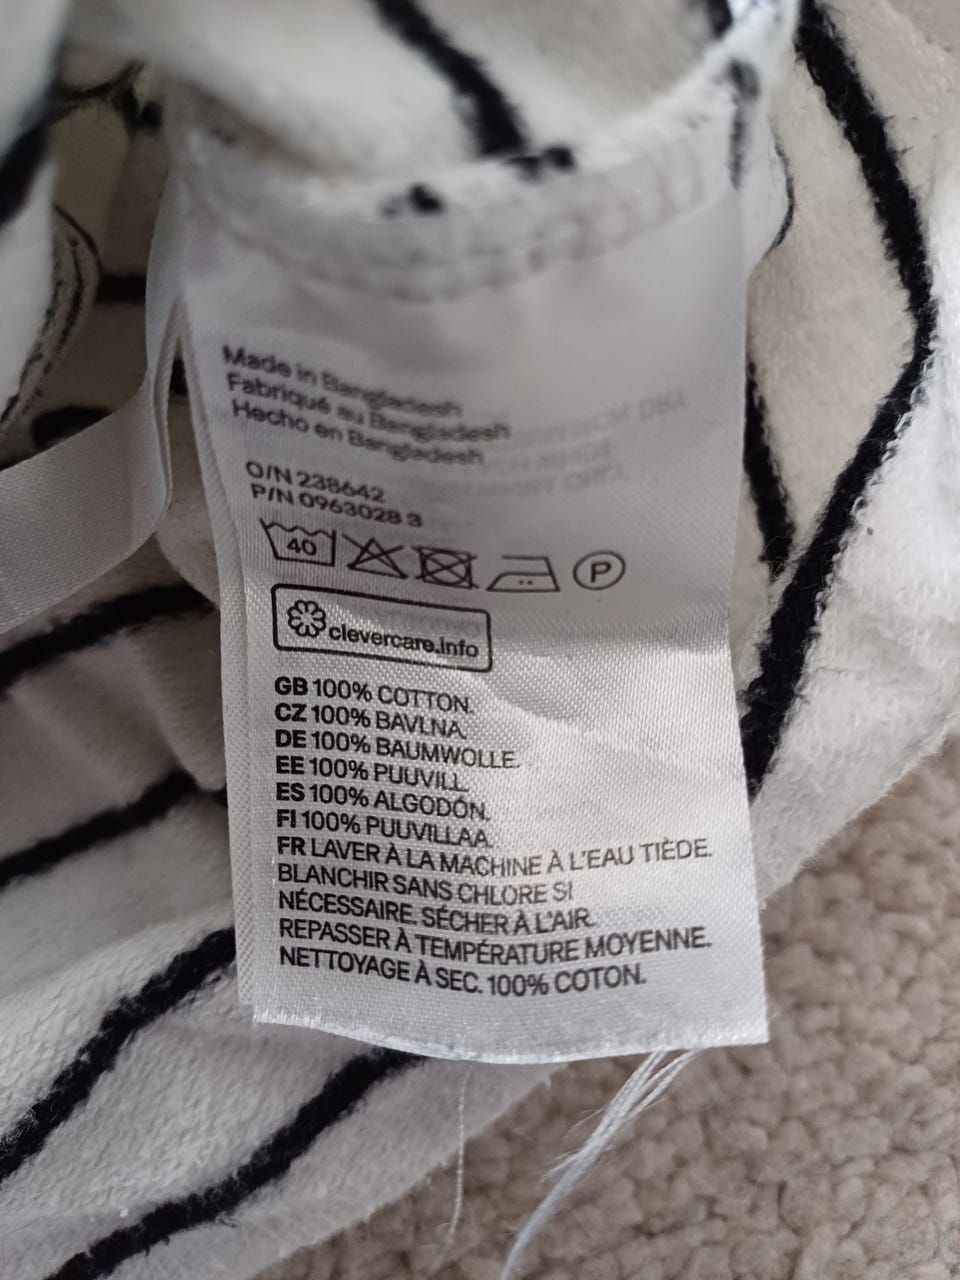 Made in Bangladesh
Fabriqué au Bangladesh
Hecho en Bangladesh
O/N 238642
P/N 0963028 3
40
P
clevercare.info
GB 100% COTTON.
CZ 100% BAVLNA.
DE 100% BAUMWOLLE.
EE 100% PUUVILL.
ES 100% ALGODÓN.
FI 100% PUUVILLAA.
FR LAVER À LA MACHINE À L'EAU TIÈDE.
BLANCHIR SANS CHLORE SI
NÉCESSAIRE. SÉCHER À L'AIR.
REPASSER À TEMPÉRATURE MOYENNE.
NETTOYAGE À SEC. 100% COTON.